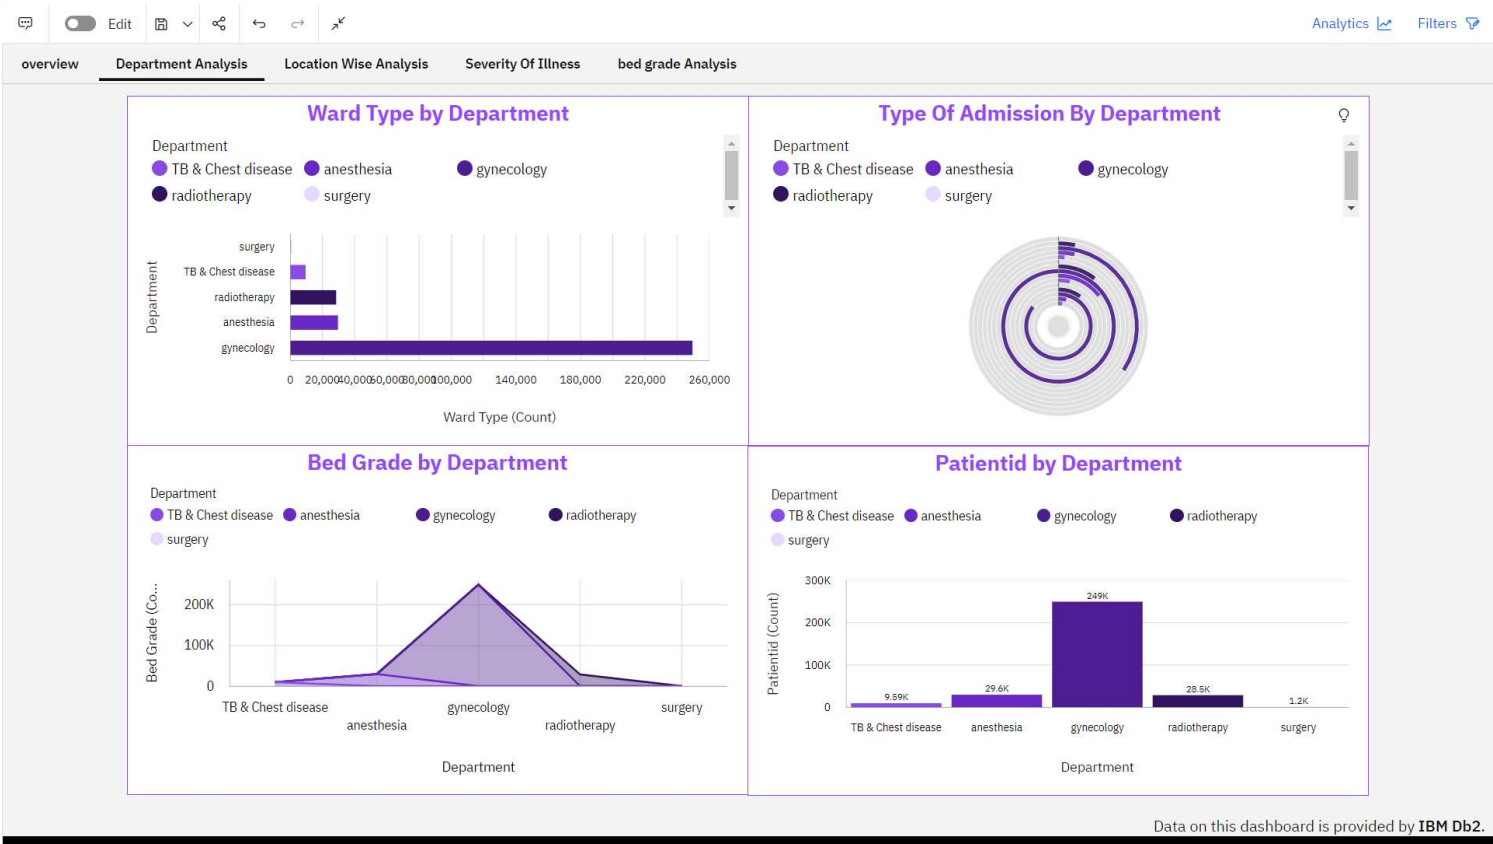 Edit
Analytics
Filters
overview
Department Analysis
Location Wise Analysis
Severity Of Illness
bed grade Analysis
Ward Type by Department
Department
TB & Chest disease
anesthesia
gynecology
radiotherapy
surgery
Department
surgery
TB & Chest disease
radiotherapy
anesthesia
gynecology
0 20,000 40,000 60,000 80,000 100,000 140,000 180,000 220,000 260,000
Ward Type (Count)
Type Of Admission By Department
Department
TB & Chest disease
anesthesia
gynecology
radiotherapy
surgery
Bed Grade by Department
Department
TB & Chest disease
anesthesia
gynecology
radiotherapy
surgery
Bed Grade (Co...
200K
100K
0
TB & Chest disease
anesthesia
gynecology
radiotherapy
surgery
Department
Patientid by Department
Department
TB & Chest disease
anesthesia
gynecology
radiotherapy
surgery
Patientid (Count)
300K
200K
100K
0
9.59K
29.6K
249K
28.5K
1.2K
TB & Chest disease
anesthesia
gynecology
radiotherapy
surgery
Department
Data on this dashboard is provided by IBM Db2.